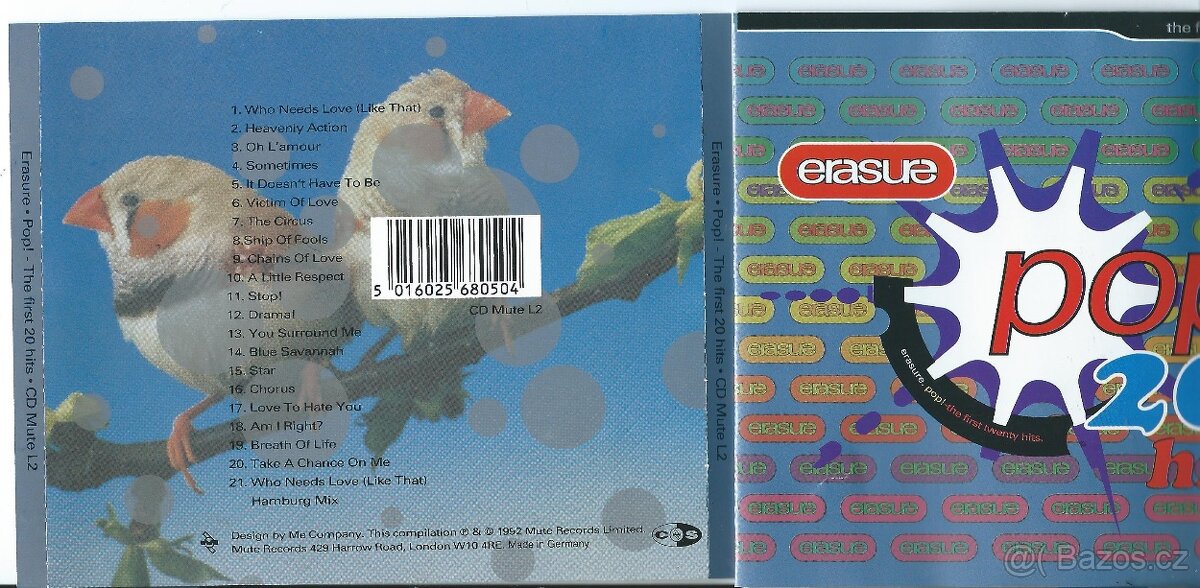 Erasure • Pop! - The first 20 hits • CD Mute L2
1. Who Needs Love (Like That)
2. Heavenly Action
3. Oh L'amour
4. Sometimes
5. It Doesn't Have To Be
6. Victim Of Love
7. The Circus
8.Ship Of Fools
9. Chains Of Love
10. A Little Respect
11. Stop!
12. Drama!
13. You Surround Me
14. Blue Savannah
15. Star
16. Chorus
17. Love To Hate You
18. Am I Right?
19. Breath Of Life
20. Take A Chance On Me
21. Who Needs Love (Like That)
Hamburg Mix
5 016025 680504
CD Mute L2
Design by Me Company. This compilation ℗ & © 1992 Mute Records Limited
Mute Records 429 Harrow Road, London W10 4RE. Made in Germany
Erasure • Pop! - The first 20 hits • CD Mute L2
the
erasure
pop
erasure. pop!-the first twenty hits.
20
h
erasure erasure erasure erasure
@( Bazos.cz